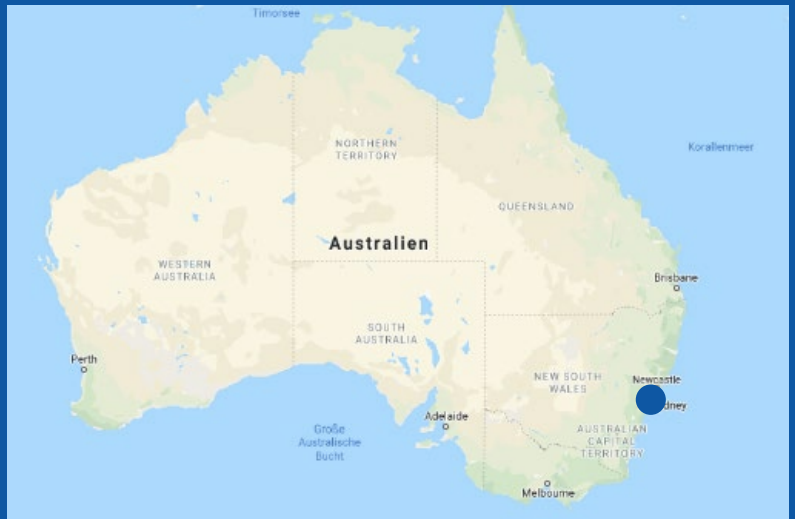 Timorsee
NORTHERN
TERRITORY
Korallenmeer
QUEENSLAND
Australien
WESTERN
AUSTRALIA
Brisbane
SOUTH
AUSTRALIA
Perth
NEW SOUTH
WALES
Newcastle
dney
Adelaide
Große
Australische
Bucht
AUSTRALIAN
CAPITAL
TERRITORY
Melbourne